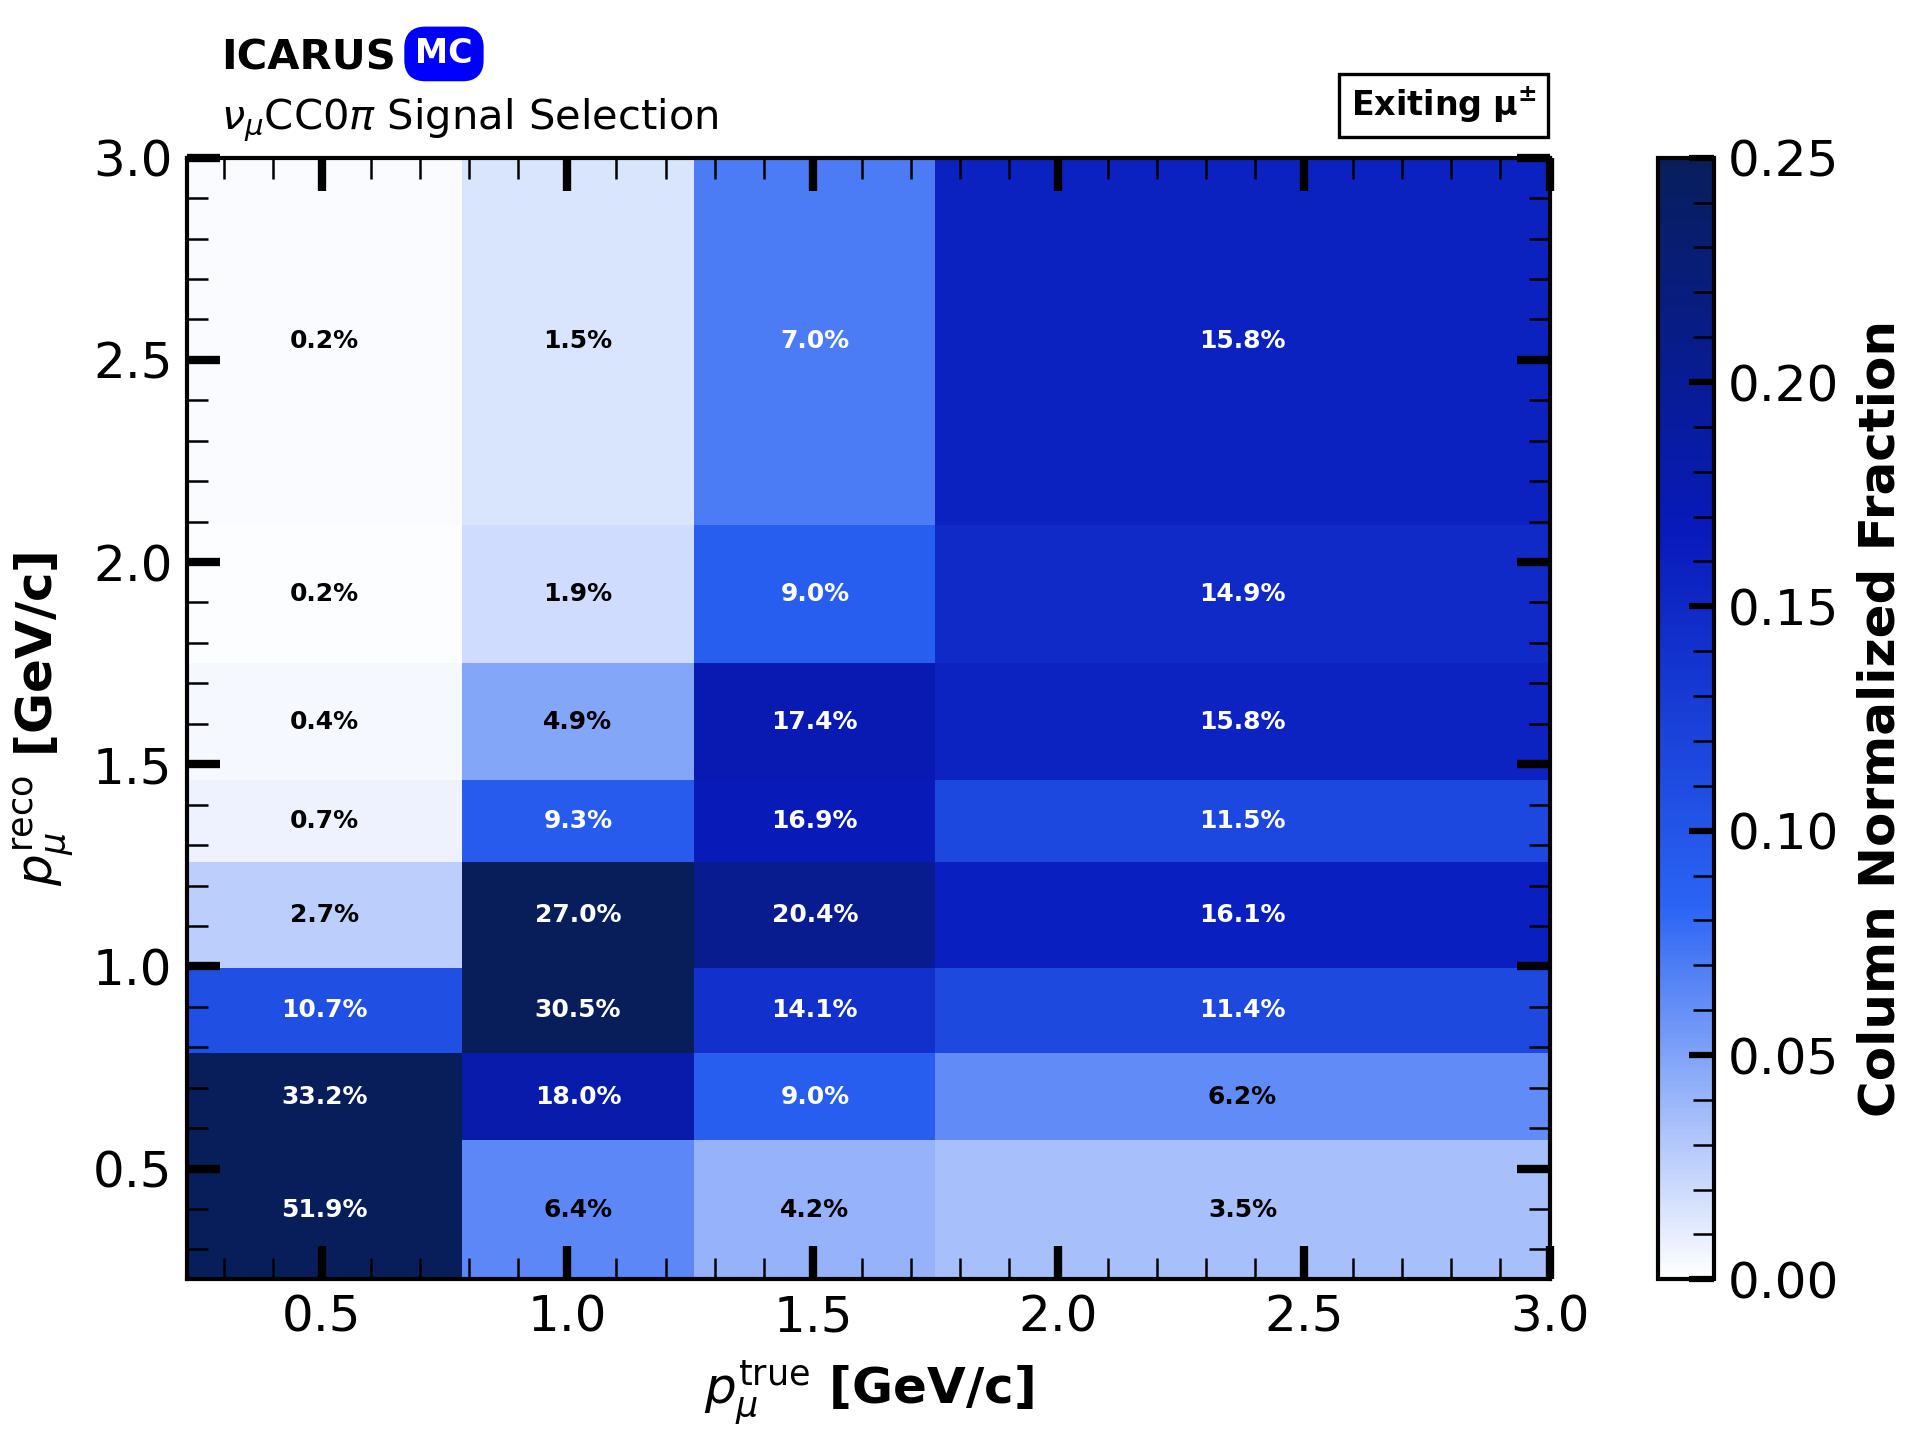 ICARUS MC
νμCC0π Signal Selection
Exiting μ±
3.0
2.5
2.0
1.5
1.0
0.5
pμreco [GeV/c]
0.2% 1.5% 7.0% 15.8%
0.2% 1.9% 9.0% 14.9%
0.4% 4.9% 17.4% 15.8%
0.7% 9.3% 16.9% 11.5%
2.7% 27.0% 20.4% 16.1%
10.7% 30.5% 14.1% 11.4%
33.2% 18.0% 9.0% 6.2%
51.9% 6.4% 4.2% 3.5%
0.5 1.0 1.5 2.0 2.5 3.0
pμtrue [GeV/c]
0.25
0.20
0.15
0.10
0.05
0.00
Column Normalized Fraction